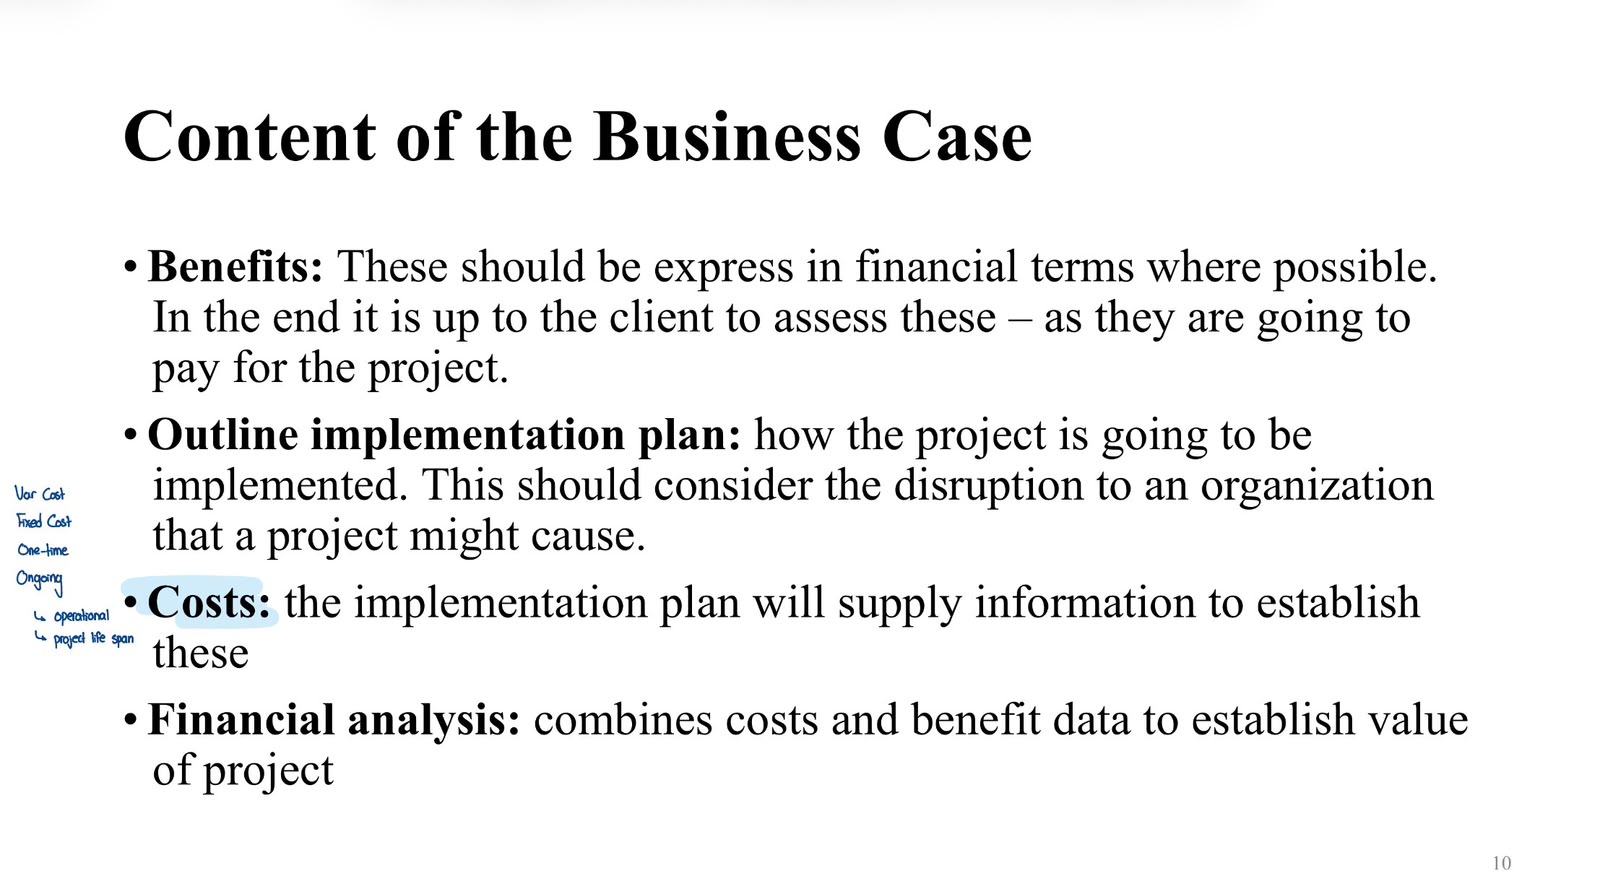 Content of the Business Case
• Benefits: These should be express in financial terms where possible.
In the end it is up to the client to assess these – as they are going to
pay for the project.
• Outline implementation plan: how the project is going to be
implemented. This should consider the disruption to an organization
that a project might cause.
Var Cost
Fixed Cost
One-time
Ongoing
↳ operational
↳ project life span
• Costs: the implementation plan will supply information to establish
these
• Financial analysis: combines costs and benefit data to establish value
of project
10